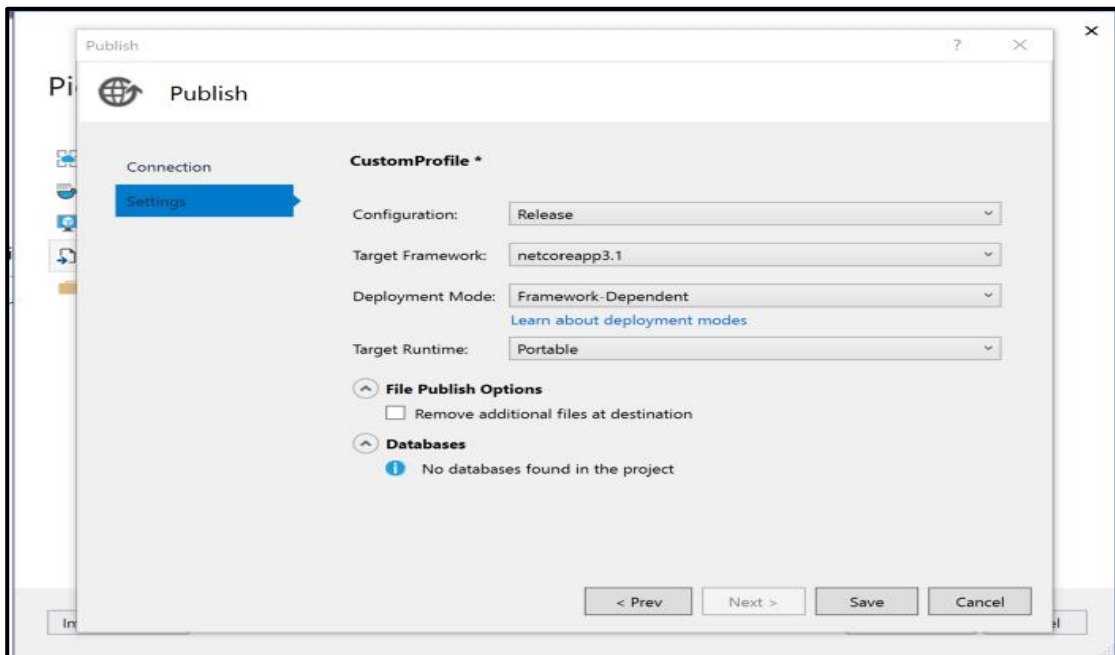 Publish
? ×
Pi
Publish
Connection
Settings
CustomProfile *
Configuration: Release
Target Framework: netcoreapp3.1
Deployment Mode: Framework-Dependent
Learn about deployment modes
Target Runtime: Portable
File Publish Options
Remove additional files at destination
Databases
No databases found in the project
< Prev Next > Save Cancel